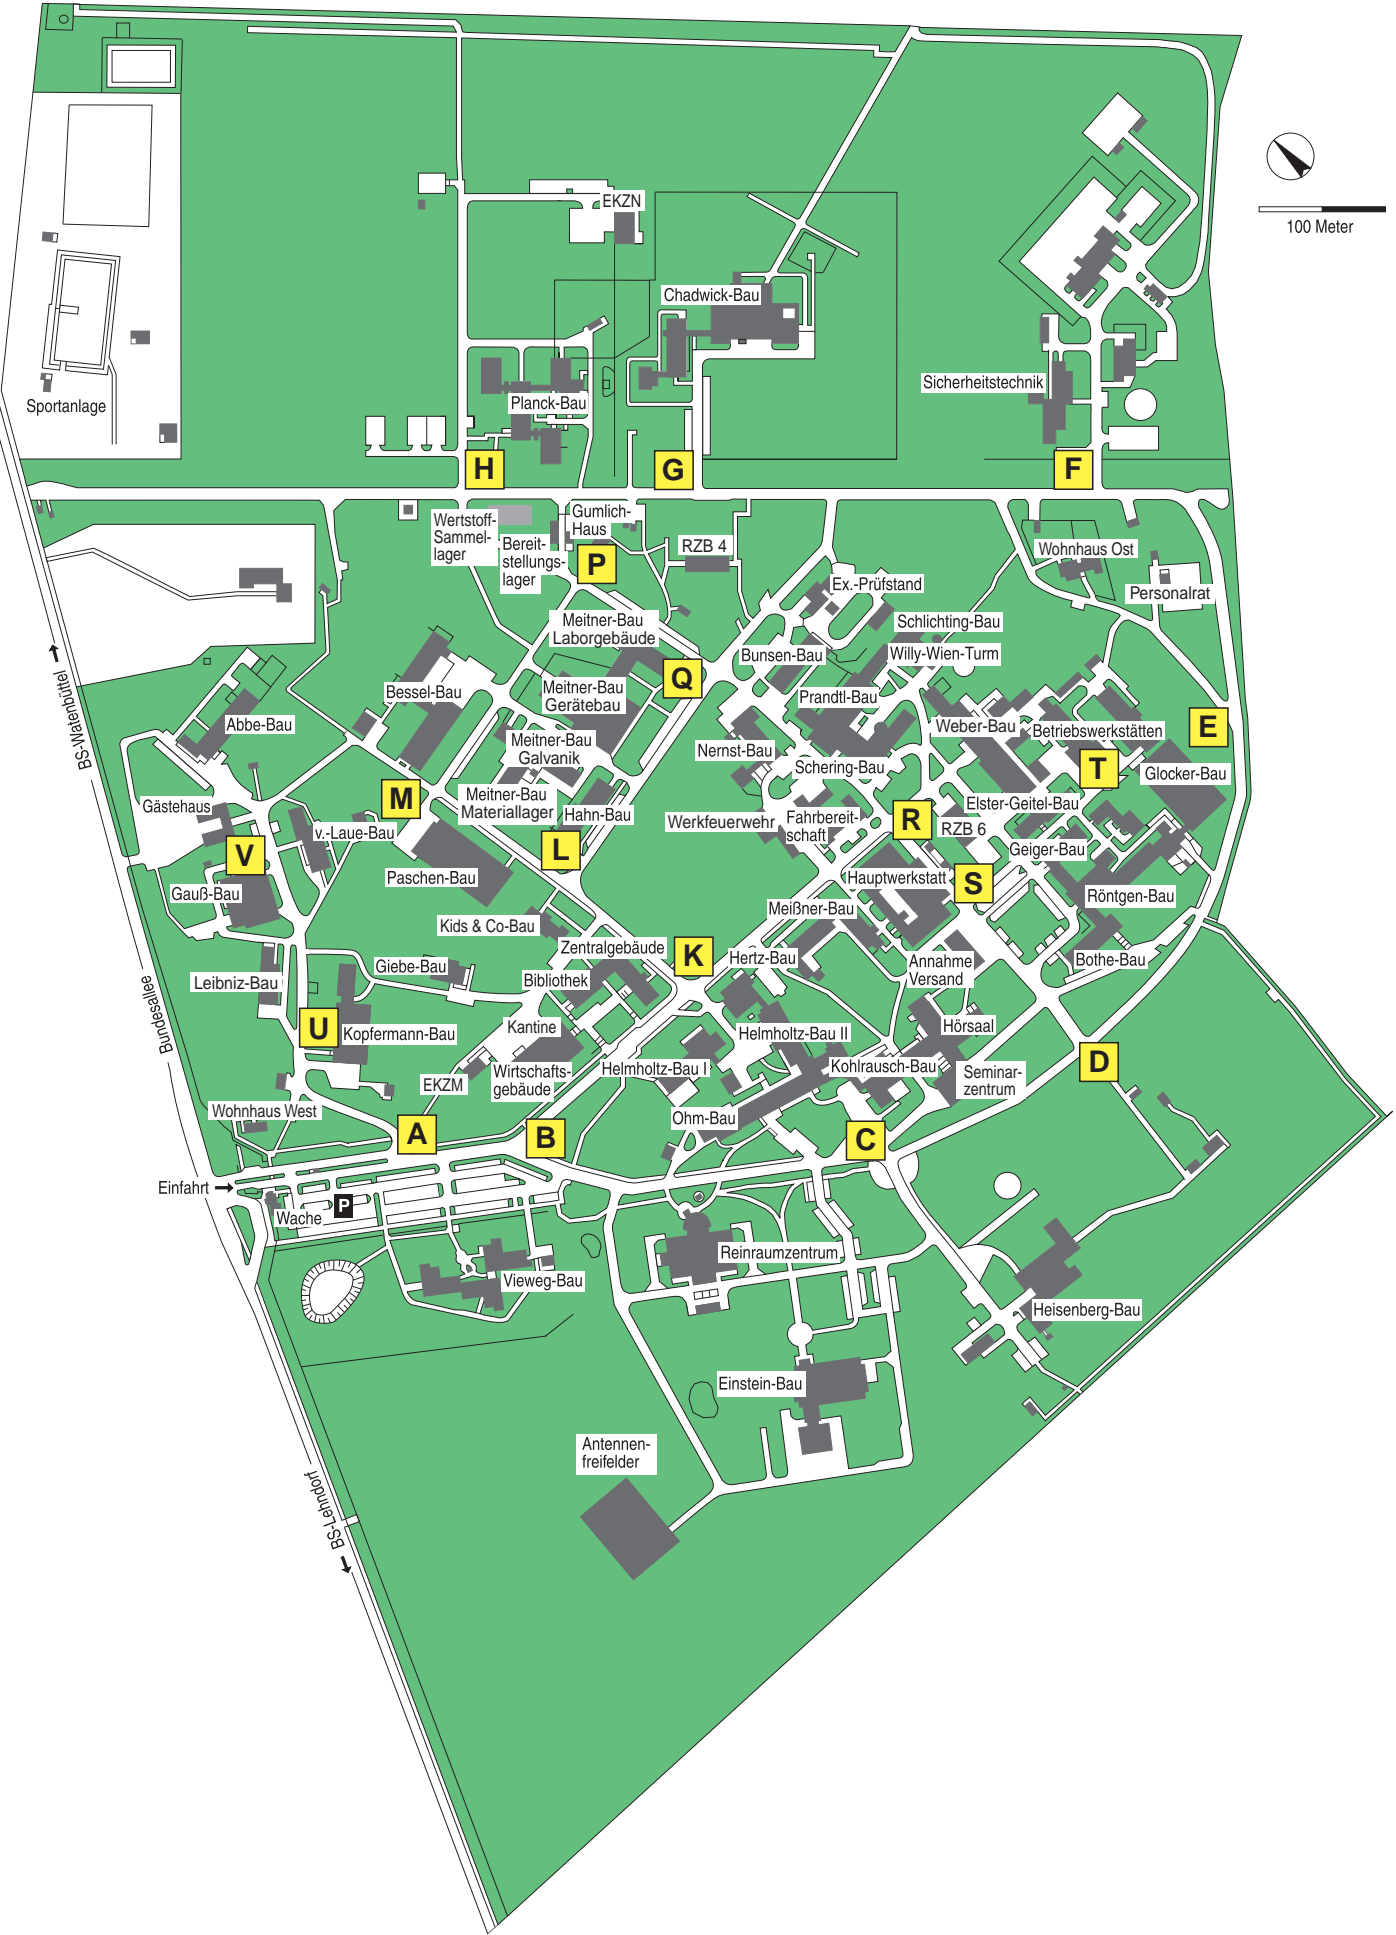 EKZN
100 Meter
Chadwick-Bau
Sicherheitstechnik
Sportanlage
Planck-Bau
H
G
F
Wertstoff-
Sammel-
lager
Gumlich-
Haus
Bereit-
stellungs-
lager
P
RZB 4
Wohnhaus Ost
Personalrat
Ex.-Prüfstand
Meitner-Bau
Laborgebäude
Schlichting-Bau
Bunsen-Bau
Willy-Wien-Turm
Q
Bessel-Bau
Meitner-Bau
Gerätebau
Prandtl-Bau
BS-Watenbüttel
Abbe-Bau
Weber-Bau
Betriebswerkstätten
E
Meitner-Bau
Galvanik
Nernst-Bau
Schering-Bau
T
Glocker-Bau
M
Gästehaus
Meitner-Bau
Materiallager
Hahn-Bau
Elster-Geitel-Bau
v.-Laue-Bau
Werkfeuerwehr
Fahrbereit-
schaft
R
RZB 6
V
L
Geiger-Bau
Gauß-Bau
Paschen-Bau
Hauptwerkstatt
S
Röntgen-Bau
Meißner-Bau
Kids & Co-Bau
Zentralgebäude
K
Hertz-Bau
Annahme
Versand
Bothe-Bau
Giebe-Bau
Bibliothek
Leibniz-Bau
Bundesallee
U
Kopfermann-Bau
Kantine
Helmholtz-Bau II
Hörsaal
EKZM
Wirtschafts-
gebäude
Helmholtz-Bau I
Kohlrausch-Bau
Seminar-
zentrum
D
Wohnhaus West
Ohm-Bau
A
B
C
Einfahrt
Wache
P
Reinraumzentrum
Vieweg-Bau
Heisenberg-Bau
Einstein-Bau
Antennen-
freifelder
BS-Lehndorf